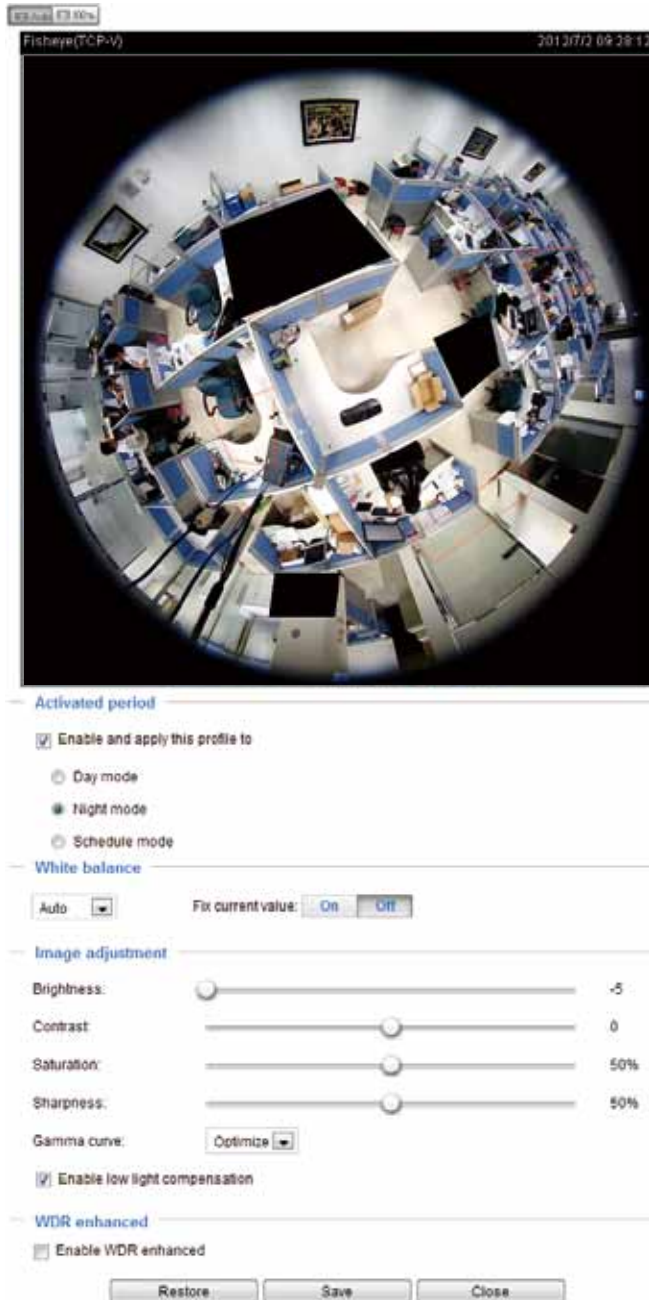 100%
Fisheye(TCP-V) 2012/7/2 09:28:12
Activated period
Enable and apply this profile to
Day mode
Night mode
Schedule mode
White balance
Auto Fix current value: On Off
Image adjustment
Brightness: -5
Contrast: 0
Saturation: 50%
Sharpness: 50%
Gamma curve: Optimize
Enable low light compensation
WDR enhanced
Enable WDR enhanced
Restore Save Close